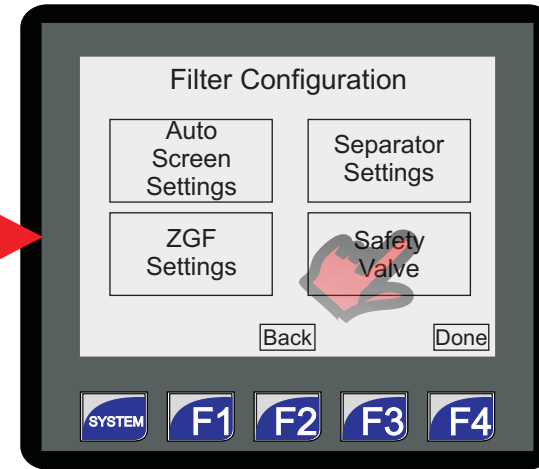 Filter Configuration
Auto
Screen
Settings
Separator
Settings
ZGF
Settings
Safety
Valve
Back
Done
SYSTEM
F1
F2
F3
F4